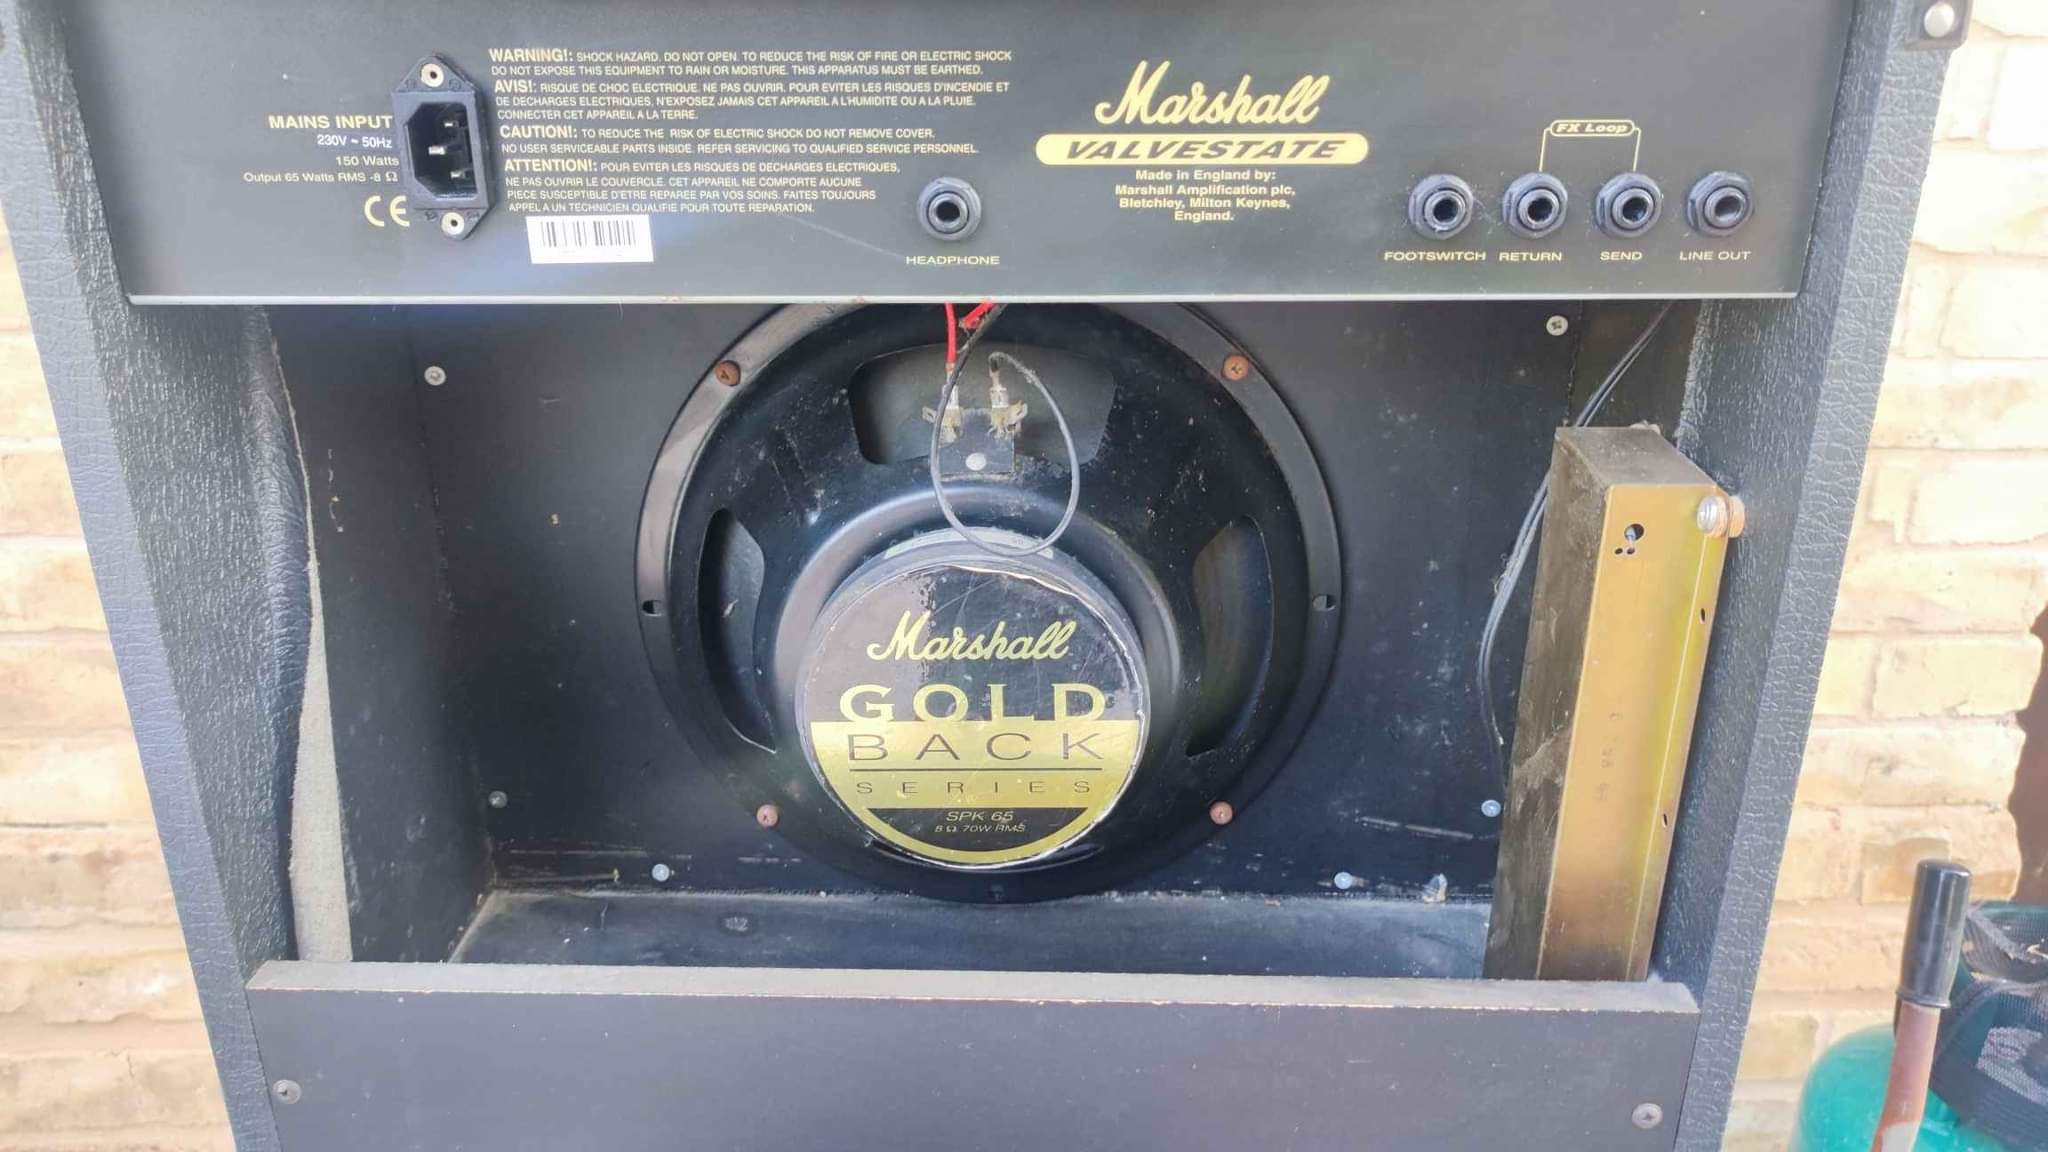 MAINS INPUT
230V ~ 50Hz
150 Watts
Output 65 Watts RMS -8 Ω
CE
WARNING!: SHOCK HAZARD. DO NOT OPEN. TO REDUCE THE RISK OF FIRE OR ELECTRIC SHOCK
DO NOT EXPOSE THIS EQUIPMENT TO RAIN OR MOISTURE. THIS APPARATUS MUST BE EARTHED.
AVIS!: RISQUE DE CHOC ELECTRIQUE. NE PAS OUVRIR. POUR EVITER LES RISQUES D'INCENDIE ET
DE DECHARGES ELECTRIQUES, N'EXPOSEZ JAMAIS CET APPAREIL A L'HUMIDITE OU A LA PLUIE.
CONNECTER CET APPAREIL A LA TERRE.
CAUTION!: TO REDUCE THE RISK OF ELECTRIC SHOCK DO NOT REMOVE COVER.
NO USER SERVICEABLE PARTS INSIDE. REFER SERVICING TO QUALIFIED SERVICE PERSONNEL.
ATTENTION!: POUR EVITER LES RISQUES DE DECHARGES ELECTRIQUES,
NE PAS OUVRIR LE COUVERCLE. CET APPAREIL NE COMPORTE AUCUNE
PIECE SUSCEPTIBLE D'ETRE REPAREE PAR VOS SOINS. FAITES TOUJOURS
APPEL A UN TECHNICIEN QUALIFIE POUR TOUTE REPARATION.
HEADPHONE
Marshall
VALVESTATE
Made in England by:
Marshall Amplification plc,
Bletchley, Milton Keynes,
England.
FX Loop
FOOTSWITCH RETURN SEND LINE OUT
Marshall
GOLD
BACK
SERIES
SPK 65
8 Ω 70W RMS